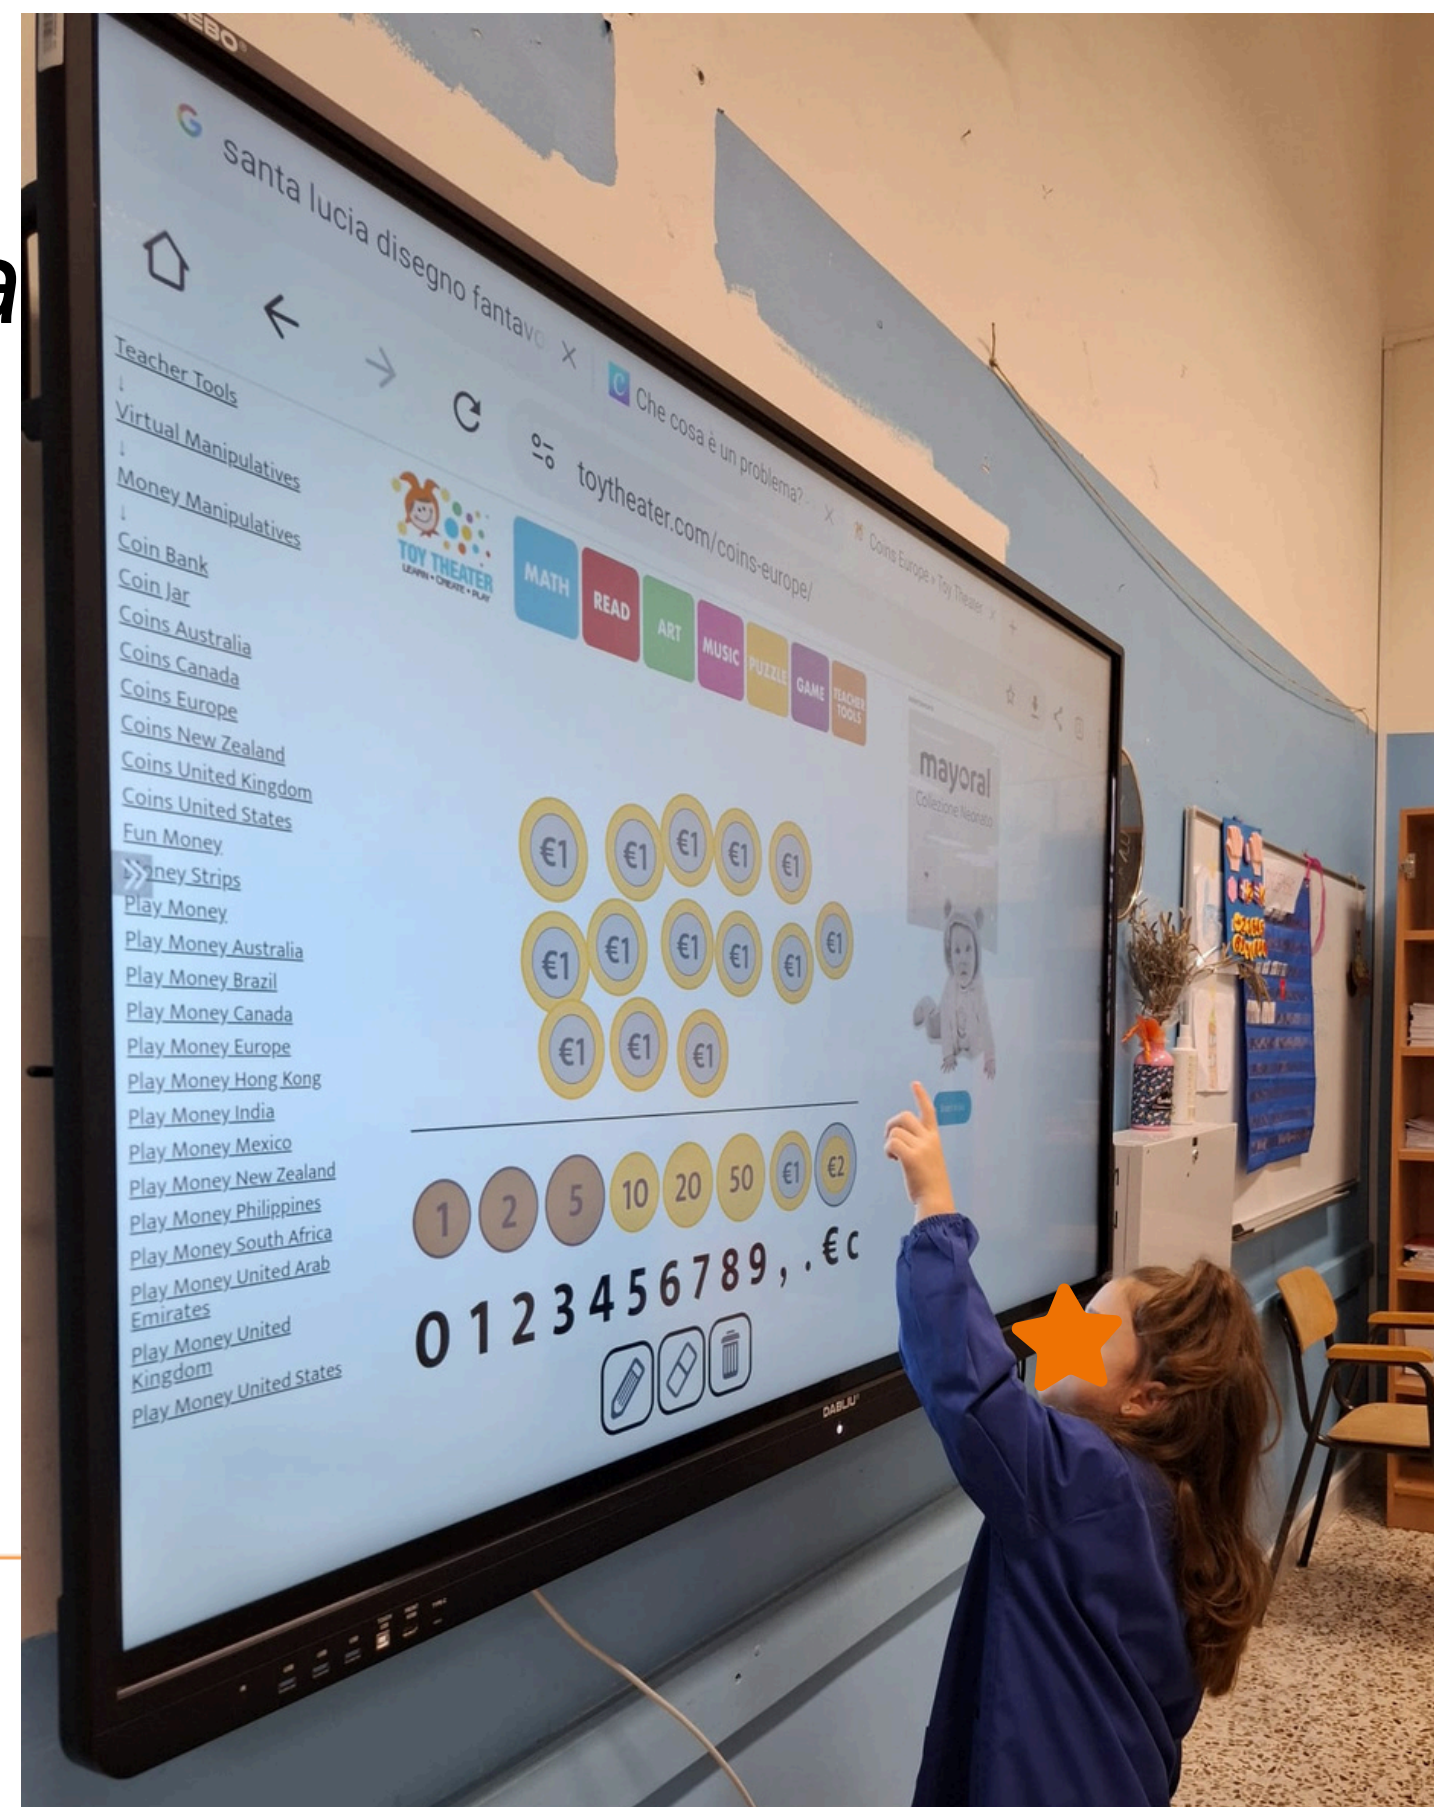 a
EBO
santa lucia disegno fantavo
Che cosa è un problema? -
Coins Europe » Toy Theater
toytheater.com/coins-europe/
Teacher Tools
↓
Virtual Manipulatives
↓
Money Manipulatives
↓
Coin Bank
Coin Jar
Coins Australia
Coins Canada
Coins Europe
Coins New Zealand
Coins United Kingdom
Coins United States
Fun Money
Money Strips
Play Money
Play Money Australia
Play Money Brazil
Play Money Canada
Play Money Europe
Play Money Hong Kong
Play Money India
Play Money Mexico
Play Money New Zealand
Play Money Philippines
Play Money South Africa
Play Money United Arab
Emirates
Play Money United
Kingdom
Play Money United States
TOY THEATER
LEARN • CREATE • PLAY
MATH
READ
ART
MUSIC
PUZZLE
GAME
TEACHER
TOOLS
mayoral
Collezione Neonato
€1 €1 €1 €1 €1
€1 €1 €1 €1 €1 €1
€1 €1 €1
1 2 5 10 20 50 €1 €2
0 1 2 3 4 5 6 7 8 9 , . € c
DABLIU